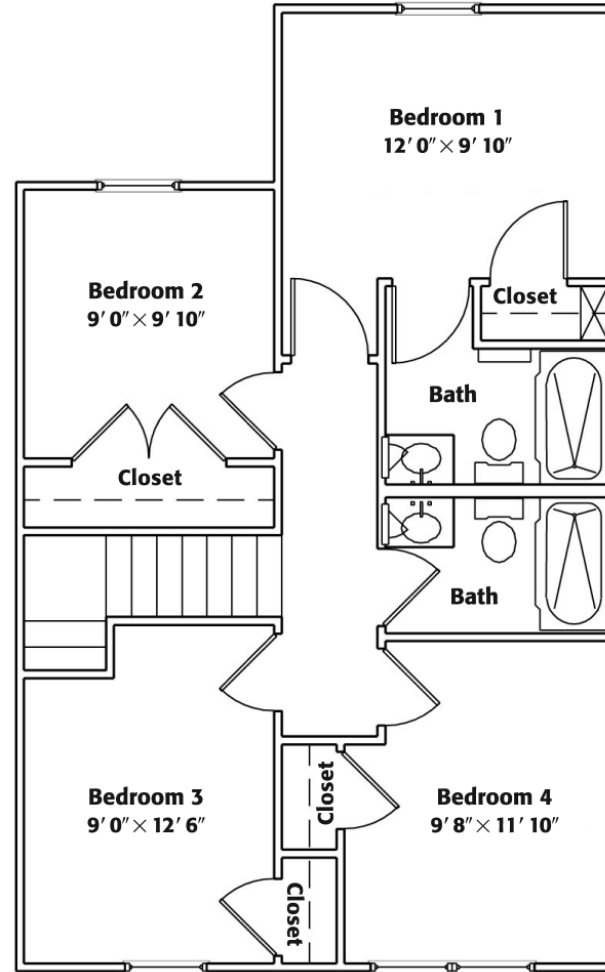 Bedroom 1
12′ 0″ × 9′ 10″
Bedroom 2
9′ 0″ × 9′ 10″
Closet
Closet
Bath
Bath
Bedroom 3
9′ 0″ × 12′ 6″
Closet
Bedroom 4
9′ 8″ × 11′ 10″
Closet